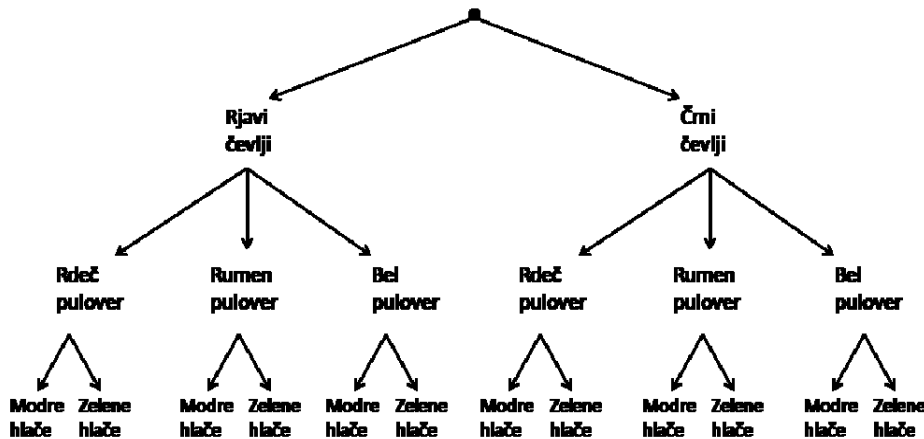 Rjavi
čevlji
Črni
čevlji
Rdeč
pulover
Rumen
pulover
Bel
pulover
Rdeč
pulover
Rumen
pulover
Bel
pulover
Modre
hlače
Zelene
hlače
Modre
hlače
Zelene
hlače
Modre
hlače
Zelene
hlače
Modre
hlače
Zelene
hlače
Modre
hlače
Zelene
hlače
Modre
hlače
Zelene
hlače